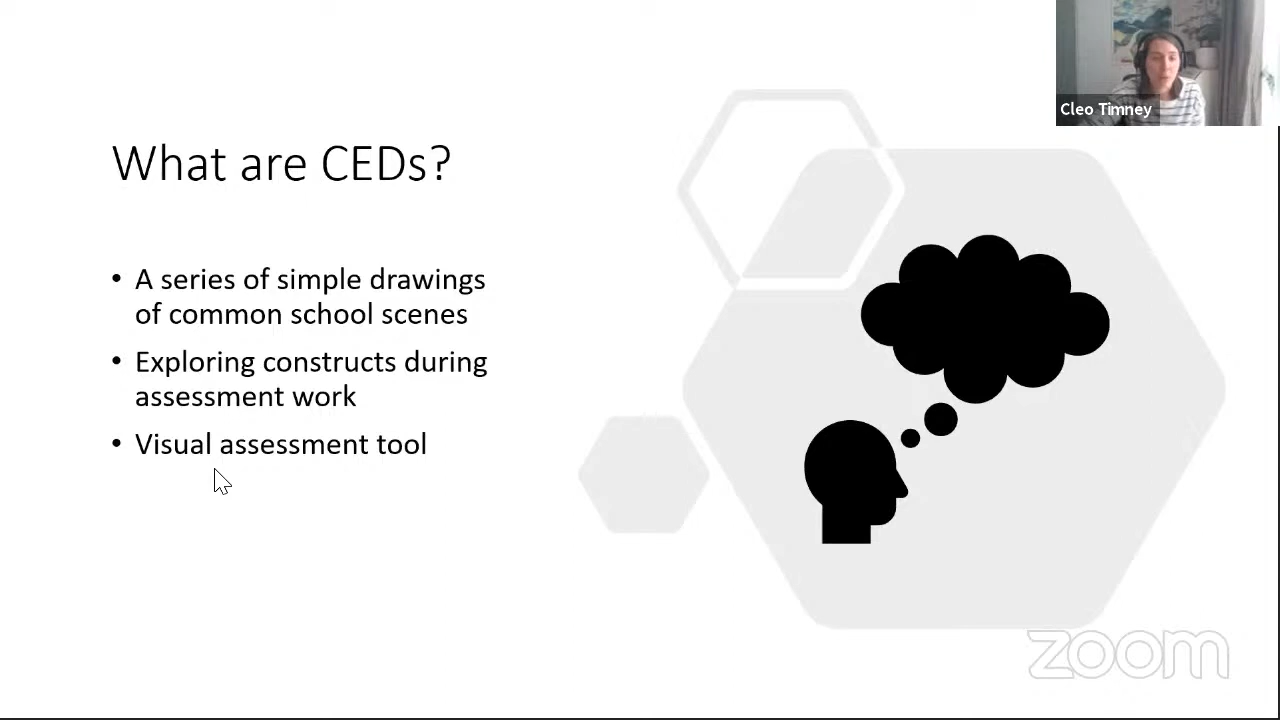 Cleo Timney
What are CEDs?
• A series of simple drawings
of common school scenes
• Exploring constructs during
assessment work
• Visual assessment tool
zoom